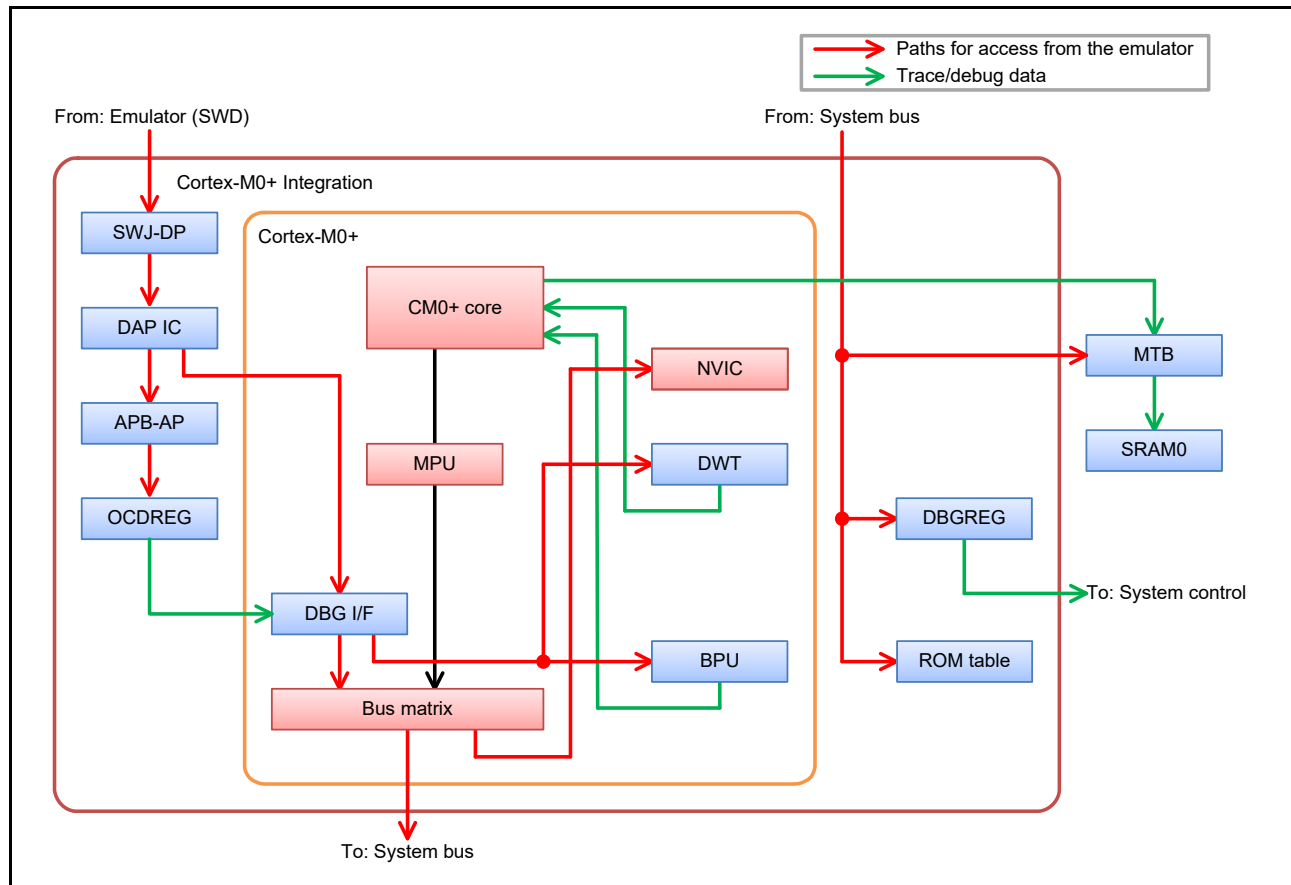 Paths for access from the emulator
Trace/debug data
From: Emulator (SWD)
From: System bus
Cortex-M0+ Integration
SWJ-DP
Cortex-M0+
CM0+ core
DAP IC
MTB
NVIC
APB-AP
MPU
DWT
SRAM0
OCDREG
DBGREG
To: System control
DBG I/F
BPU
ROM table
Bus matrix
To: System bus